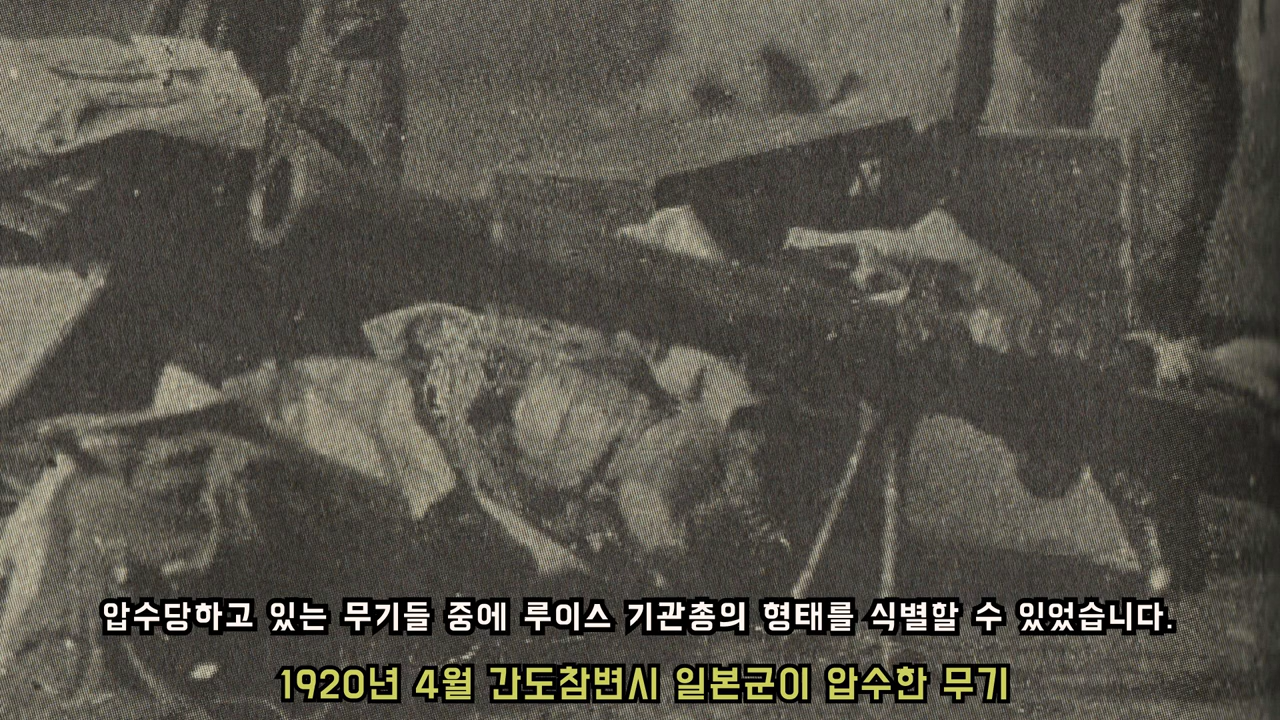 압수당하고 있는 무기들 중에 루이스 기관총의 형태를 식별할 수 있었습니다.
1920년 4월 간도참변시 일본군이 압수한 무기